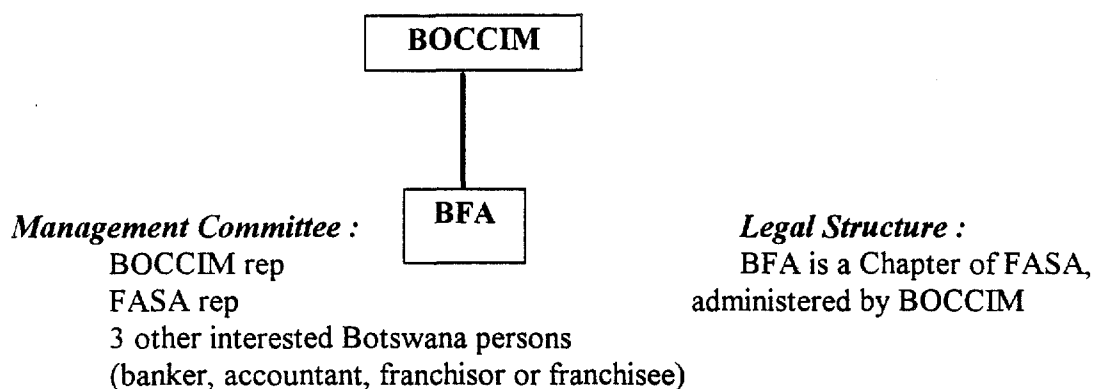 BOCCIM
BFA
Management Committee :
BOCCIM rep
FASA rep
3 other interested Botswana persons
(banker, accountant, franchisor or franchisee)
Legal Structure :
BFA is a Chapter of FASA,
administered by BOCCIM